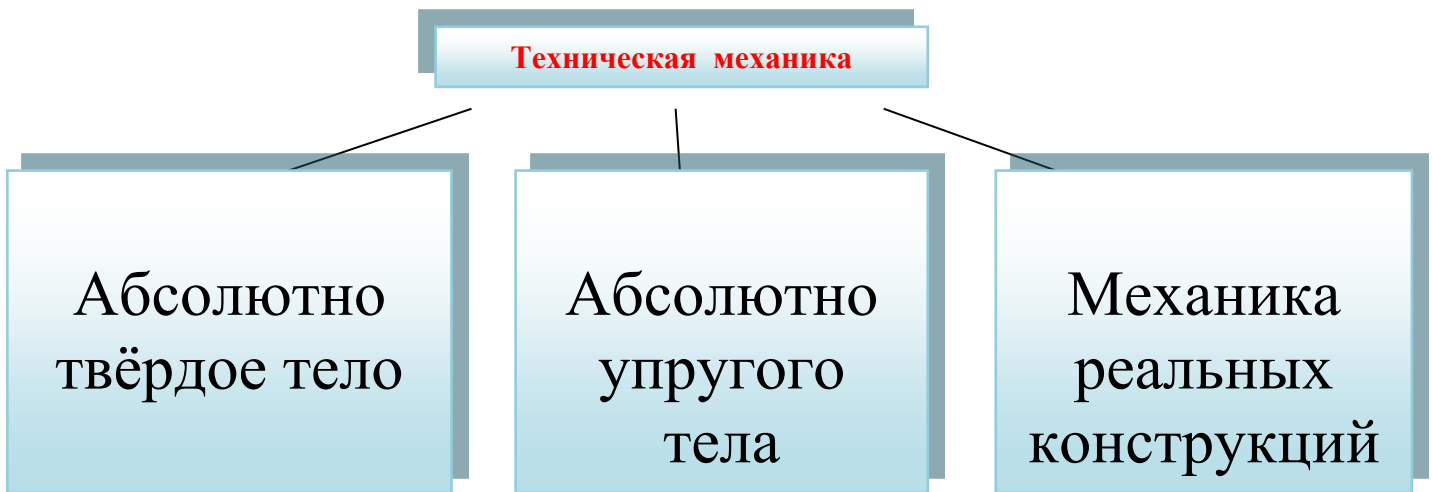 Техническая механика
Абсолютно
твёрдое тело
Абсолютно
упругого
тела
Механика
реальных
конструкций